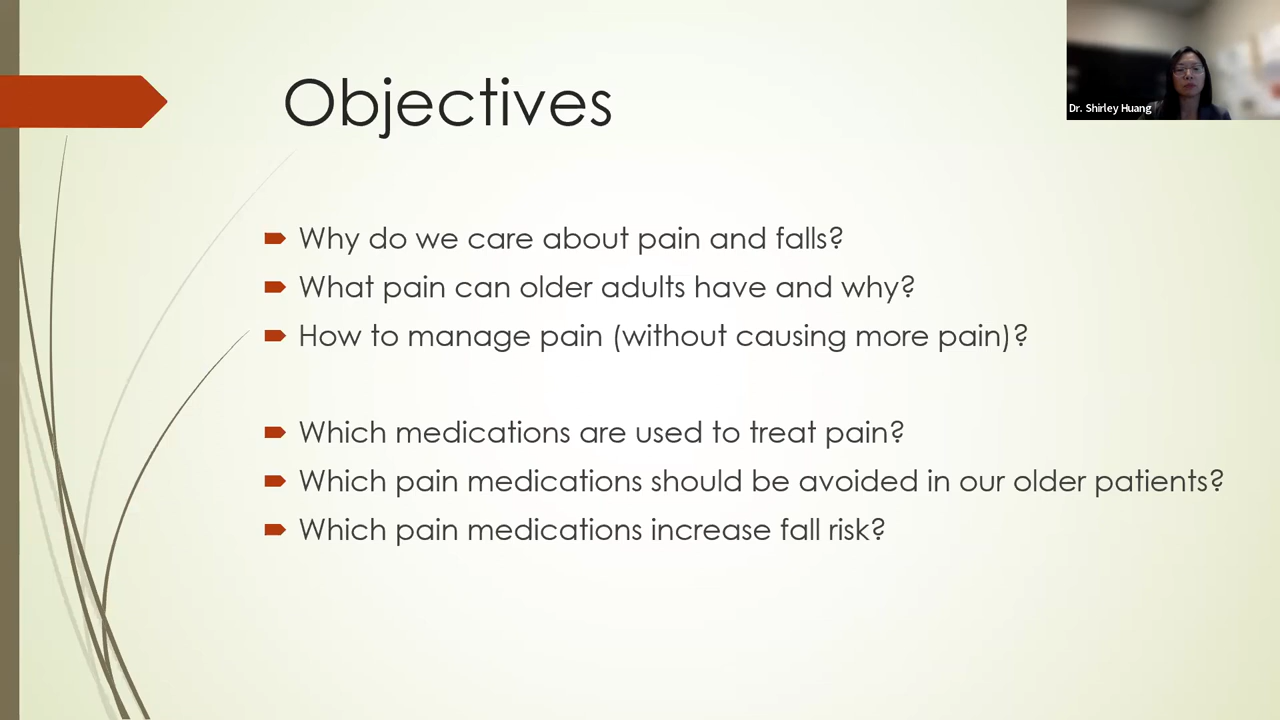 Objectives
Dr. Shirley Huang
Why do we care about pain and falls?
What pain can older adults have and why?
How to manage pain (without causing more pain)?
Which medications are used to treat pain?
Which pain medications should be avoided in our older patients?
Which pain medications increase fall risk?